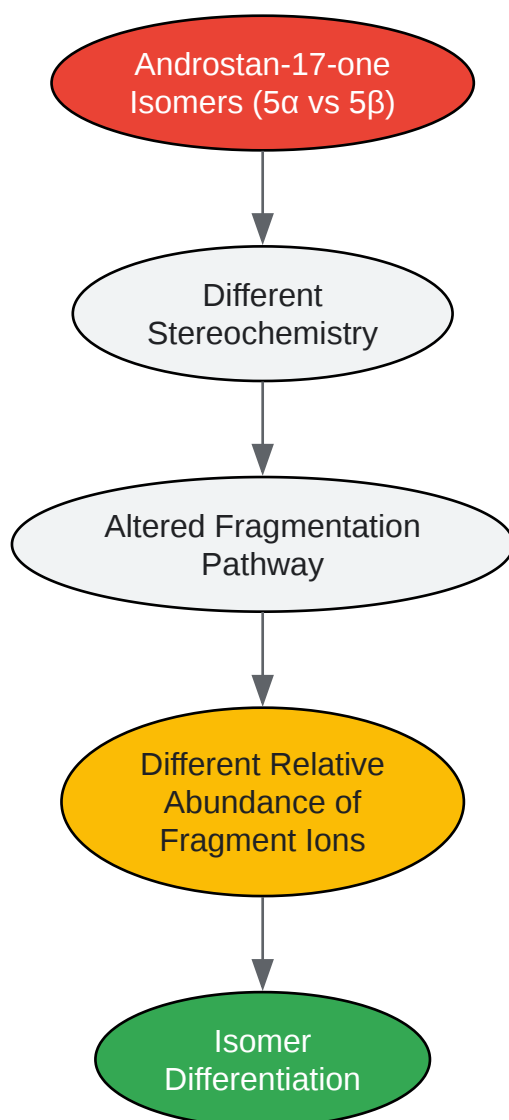 Androstan-17-one
Isomers (5α vs 5β)
Different
Stereochemistry
Altered Fragmentation
Pathway
Different Relative
Abundance of
Fragment Ions
Isomer
Differentiation